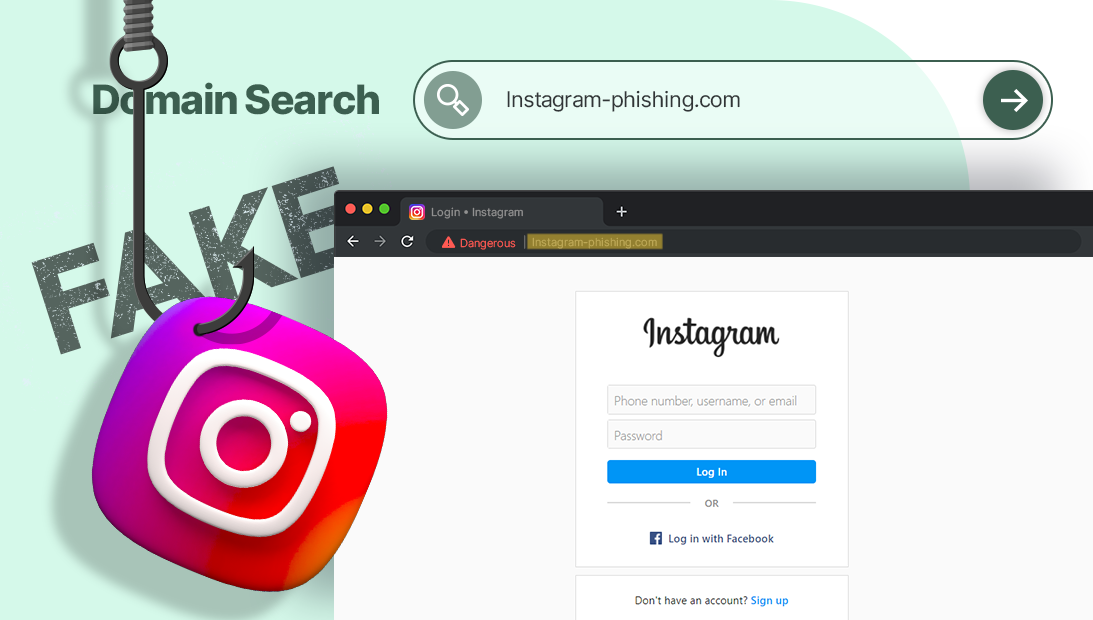 Domain Search
Instagram-phishing.com
FAKE
Login • Instagram
Dangerous | Instagram-phishing.com
Instagram
Phone number, username, or email
Password
Log In
OR
Log in with Facebook
Don't have an account? Sign up